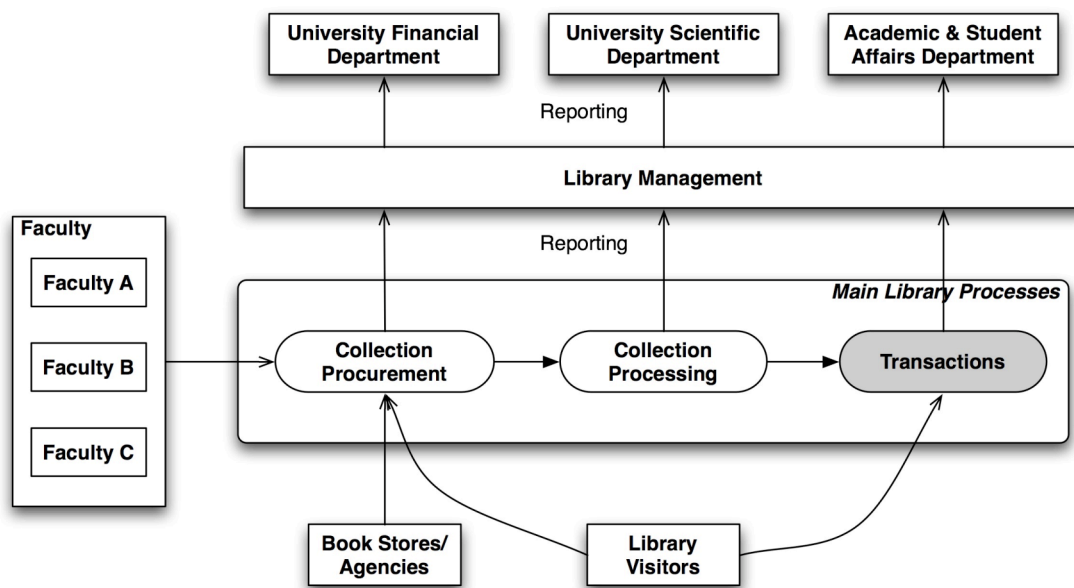 University Financial
Department
University Scientific
Department
Academic & Student
Affairs Department
Reporting
Library Management
Reporting
Faculty
Faculty A
Faculty B
Faculty C
Main Library Processes
Collection
Procurement
Collection
Processing
Transactions
Book Stores/
Agencies
Library
Visitors